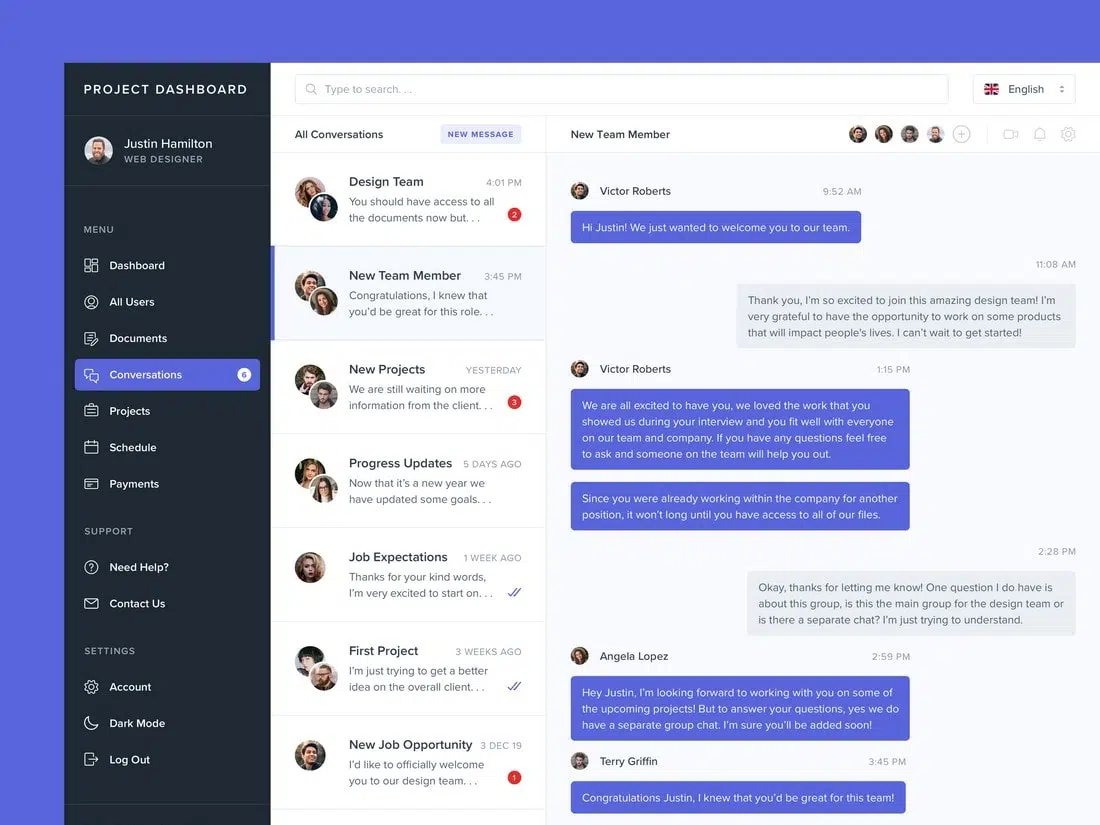 PROJECT DASHBOARD
Justin Hamilton
WEB DESIGNER
MENU
Dashboard
All Users
Documents
Conversations 6
Projects
Schedule
Payments
SUPPORT
Need Help?
Contact Us
SETTINGS
Account
Dark Mode
Log Out
Type to search. . .
English
All Conversations
NEW MESSAGE
Design Team 4:01 PM
You should have access to all
the documents now but. . . 2
New Team Member 3:45 PM
Congratulations, I knew that
you’d be great for this role. . .
New Projects YESTERDAY
We are still waiting on more
information from the client. . . 3
Progress Updates 5 DAYS AGO
Now that it’s a new year we
have updated some goals. . .
Job Expectations 1 WEEK AGO
Thanks for your kind words,
I’m very excited to start on. . .
First Project 3 WEEKS AGO
I’m just trying to get a better
idea on the overall client. . .
New Job Opportunity 3 DEC 19
I’d like to officially welcome
you to our design team. . . 1
New Team Member
Victor Roberts 9:52 AM
Hi Justin! We just wanted to welcome you to our team.
11:08 AM
Thank you, I’m so excited to join this amazing design team! I’m
very grateful to have the opportunity to work on some products
that will impact people’s lives. I can’t wait to get started!
Victor Roberts 1:15 PM
We are all excited to have you, we loved the work that you
showed us during your interview and you fit well with everyone
on our team and company. If you have any questions feel free
to ask and someone on the team will help you out.
Since you were already working within the company for another
position, it won’t long until you have access to all of our files.
2:28 PM
Okay, thanks for letting me know! One question I do have is
about this group, is this the main group for the design team or
is there a separate chat? I’m just trying to understand.
Angela Lopez 2:59 PM
Hey Justin, I’m looking forward to working with you on some of
the upcoming projects! But to answer your questions, yes we do
have a separate group chat. I’m sure you’ll be added soon!
Terry Griffin 3:45 PM
Congratulations Justin, I knew that you’d be great for this team!